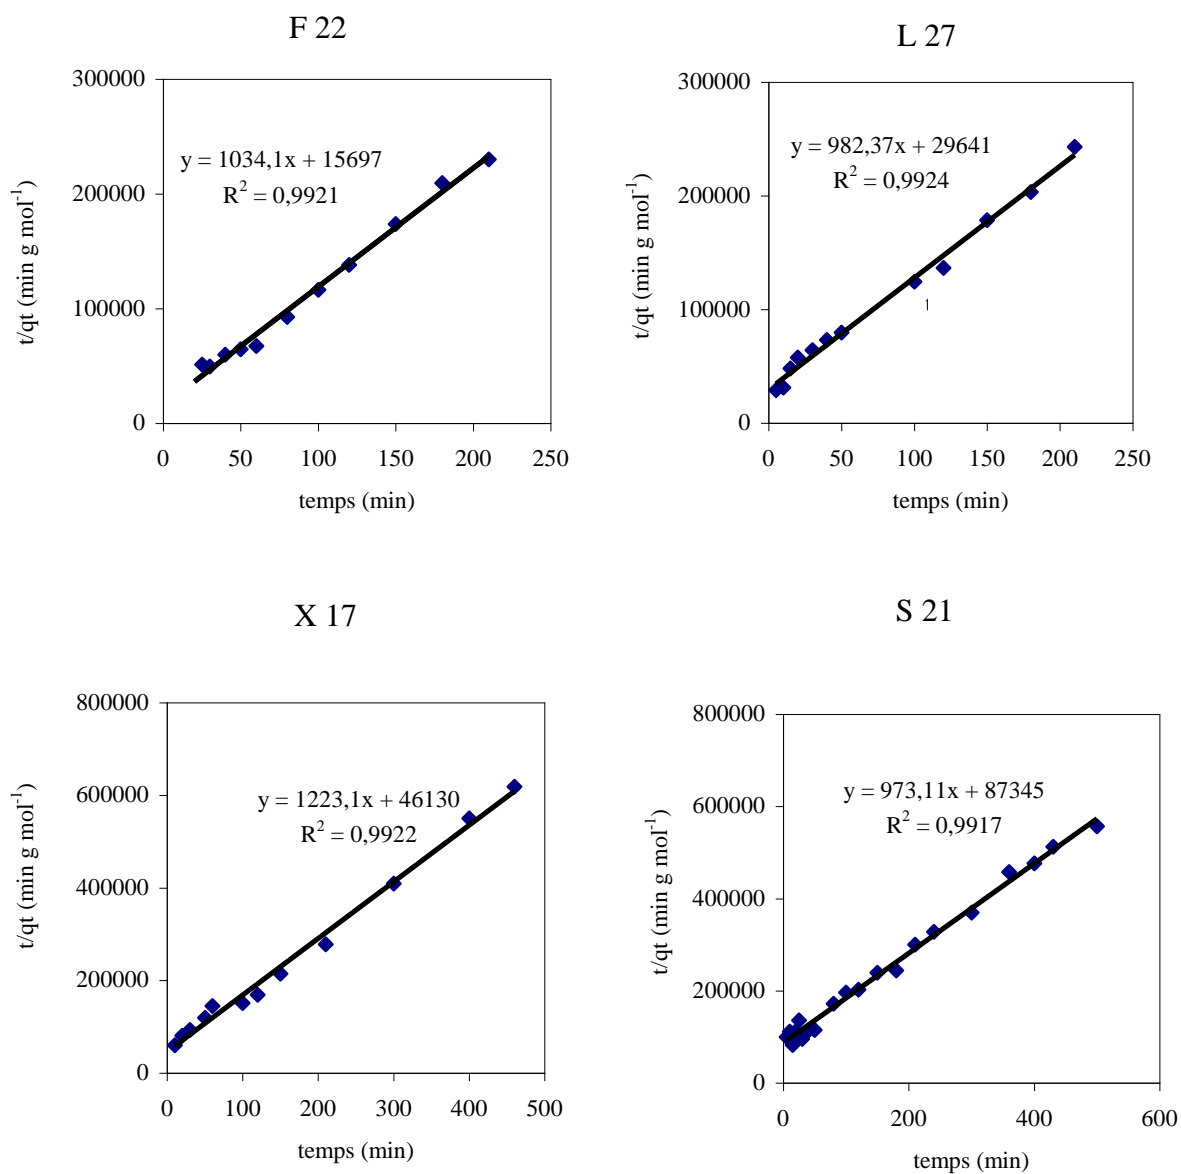 F 22
300000
200000
100000
0
t/qt (min g mol⁻¹)
y = 1034,1x + 15697
R² = 0,9921
0 50 100 150 200 250
temps (min)
L 27
300000
200000
100000
0
t/qt (min g mol⁻¹)
y = 982,37x + 29641
R² = 0,9924
1
0 50 100 150 200 250
temps (min)
X 17
800000
600000
400000
200000
0
t/qt (min g mol⁻¹)
y = 1223,1x + 46130
R² = 0,9922
0 100 200 300 400 500
temps (min)
S 21
800000
600000
400000
200000
0
t/qt (min g mol⁻¹)
y = 973,11x + 87345
R² = 0,9917
0 200 400 600
temps (min)